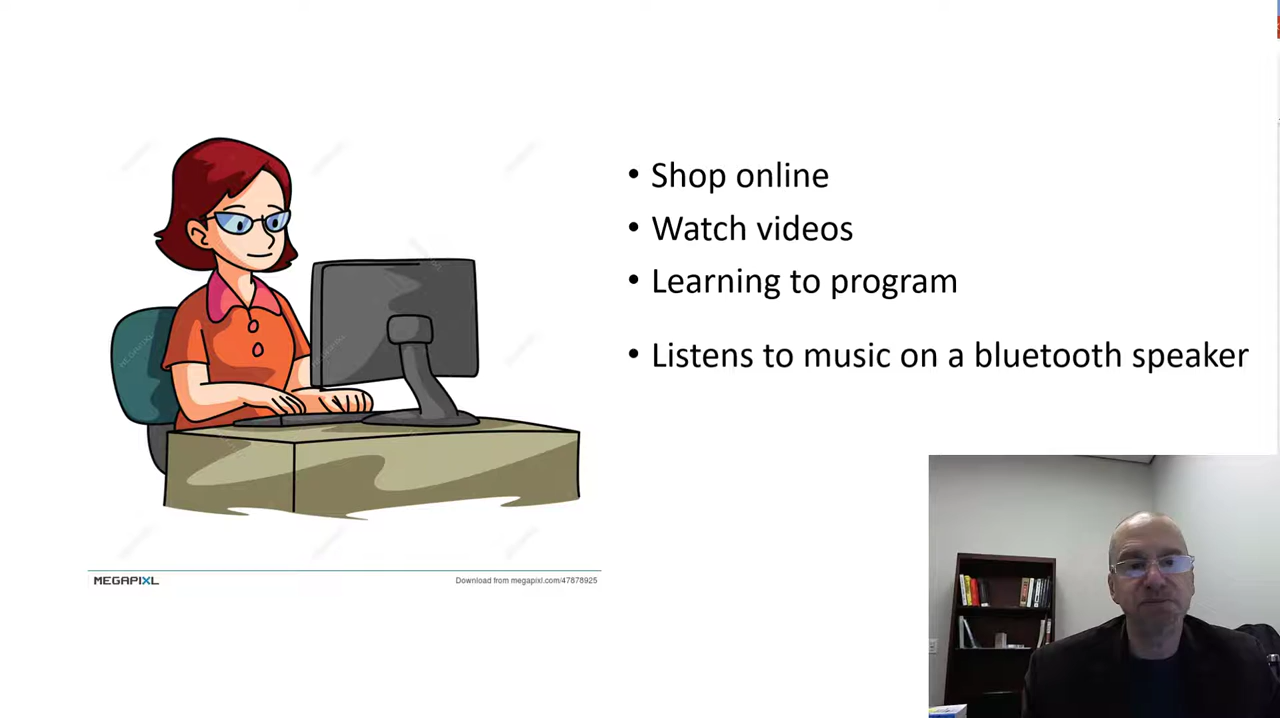 • Shop online
• Watch videos
• Learning to program
• Listens to music on a bluetooth speaker
MEGAPIXL
Download from megapixl.com/47878925